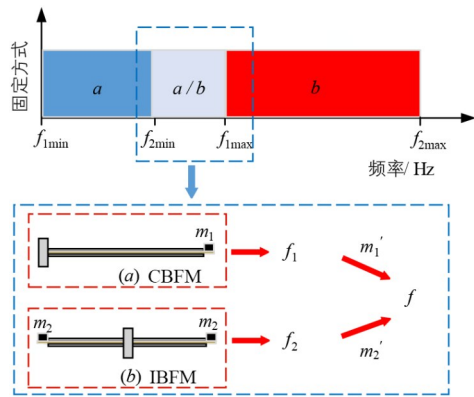 固定方式
a
a / b
b
f1min
f2min
f1max
f2max
频率/ Hz
m1
(a) CBFM
f1
m1′
f
m2
m2
(b) IBFM
f2
m2′